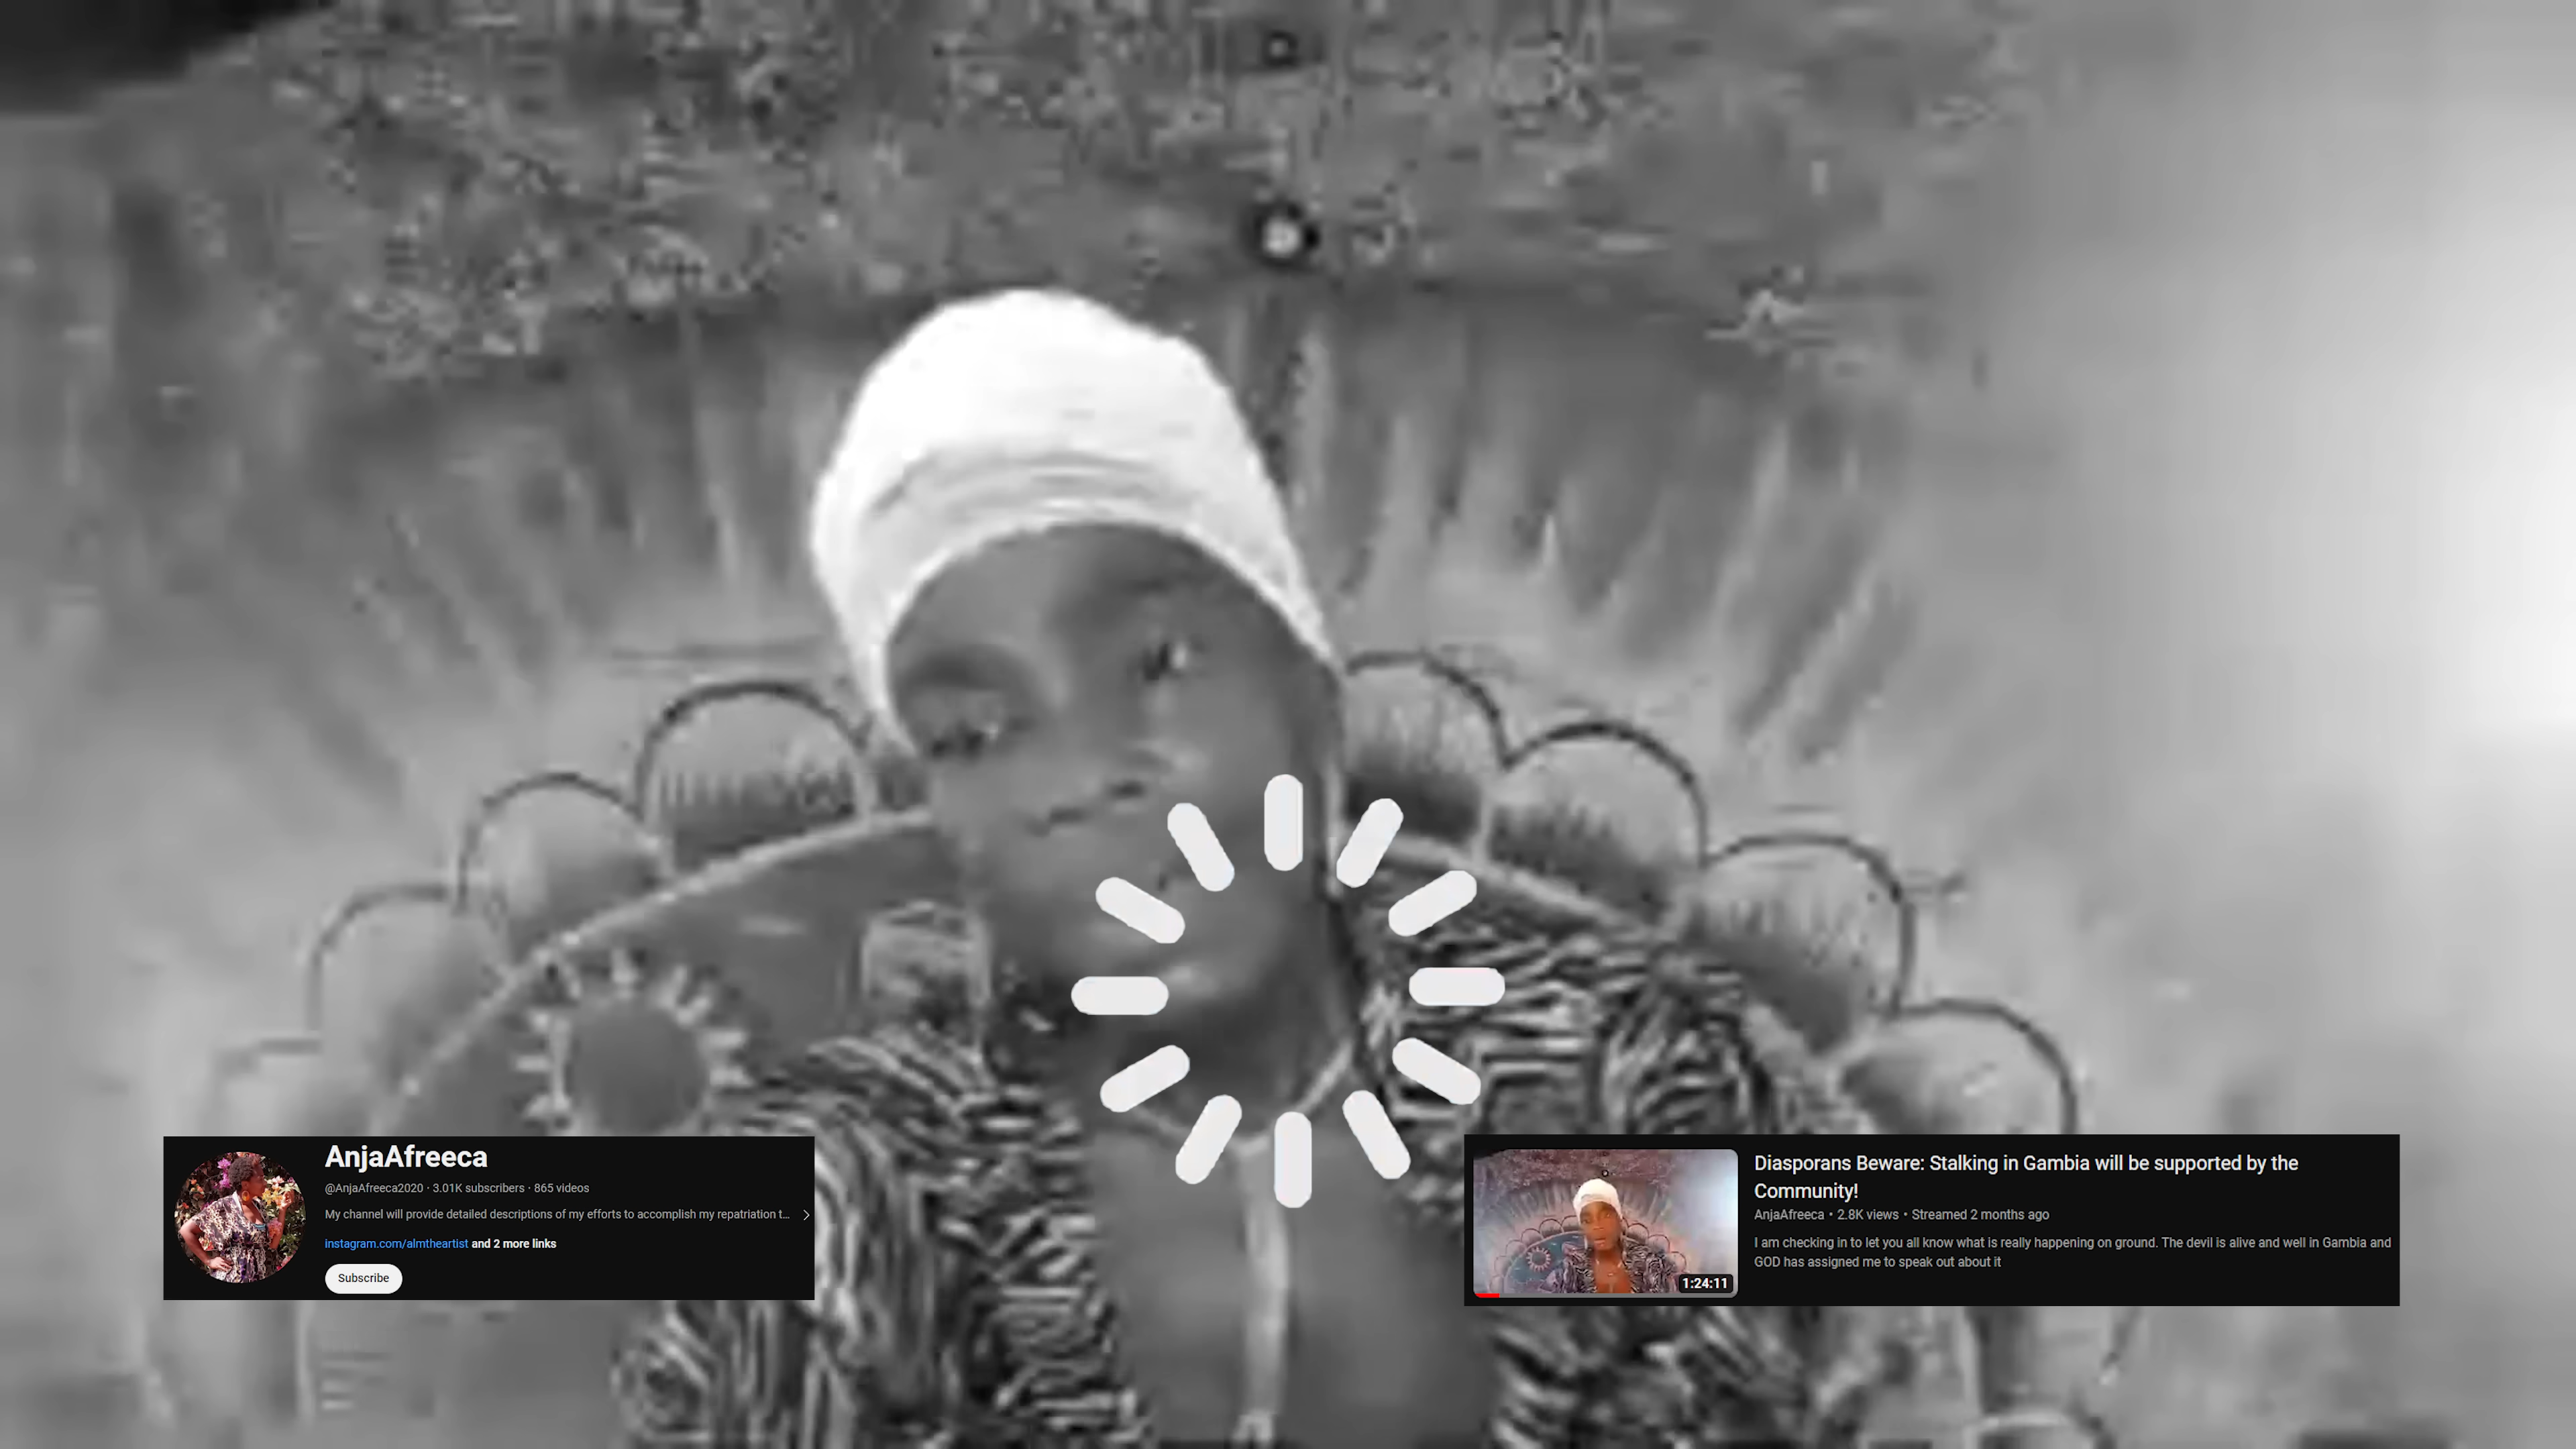 AnjaAfreeca
@AnjaAfreeca2020 · 3.01K subscribers · 865 videos
My channel will provide detailed descriptions of my efforts to accomplish my repatriation t...
instagram.com/almtheartist and 2 more links
Subscribe
Diasporans Beware: Stalking in Gambia will be supported by the
Community!
AnjaAfreeca • 2.8K views • Streamed 2 months ago
I am checking in to let you all know what is really happening on ground. The devil is alive and well in Gambia and
GOD has assigned me to speak out about it
1:24:11